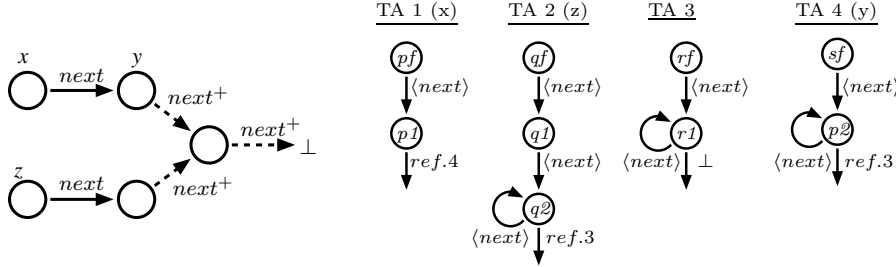 TA 1 (x) TA 2 (z) TA 3 TA 4 (y)
x y
pf qf rf sf
next
⟨next⟩ ⟨next⟩ ⟨next⟩ ⟨next⟩
next⁺
p1 q1 r1 p2
next⁺
⊥
z
ref.4 ⟨next⟩ ⟨next⟩ ⊥ ⟨next⟩ ref.3
next
next⁺
q2
⟨next⟩ ref.3